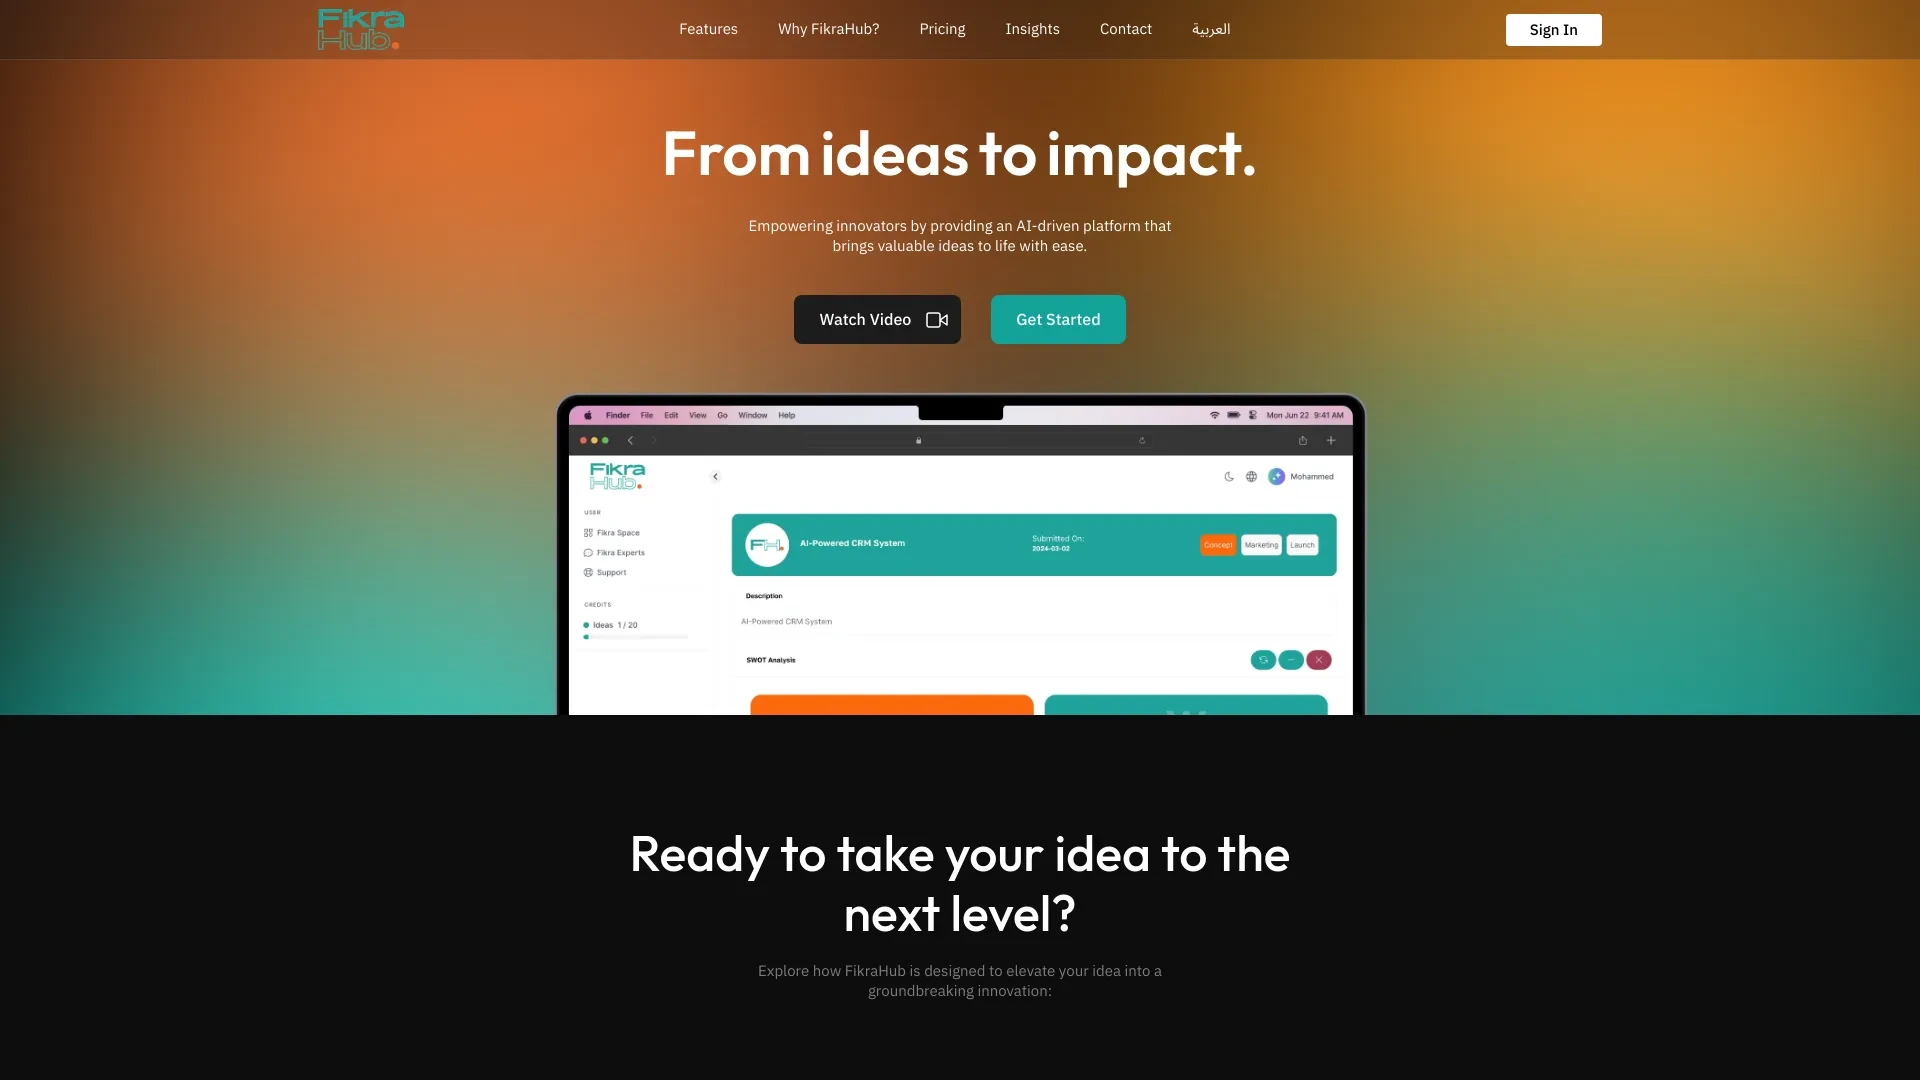 Fikra
Hub.
Features
Why FikraHub?
Pricing
Insights
Contact
العربية
Sign In
From ideas to impact.
Empowering innovators by providing an AI-driven platform that
brings valuable ideas to life with ease.
Watch Video
Get Started
Finder File Edit View Go Window Help
Mon Jun 22 9:41 AM
Fikra
Hub.
Mohammed
USER
Fikra Space
Fikra Experts
Support
CREDITS
Ideas 1 / 20
FH.
AI-Powered CRM System
Submitted On:
2024-03-02
Concept
Marketing
Launch
Description
AI-Powered CRM System
SWOT Analysis
Ready to take your idea to the
next level?
Explore how FikraHub is designed to elevate your idea into a
groundbreaking innovation: